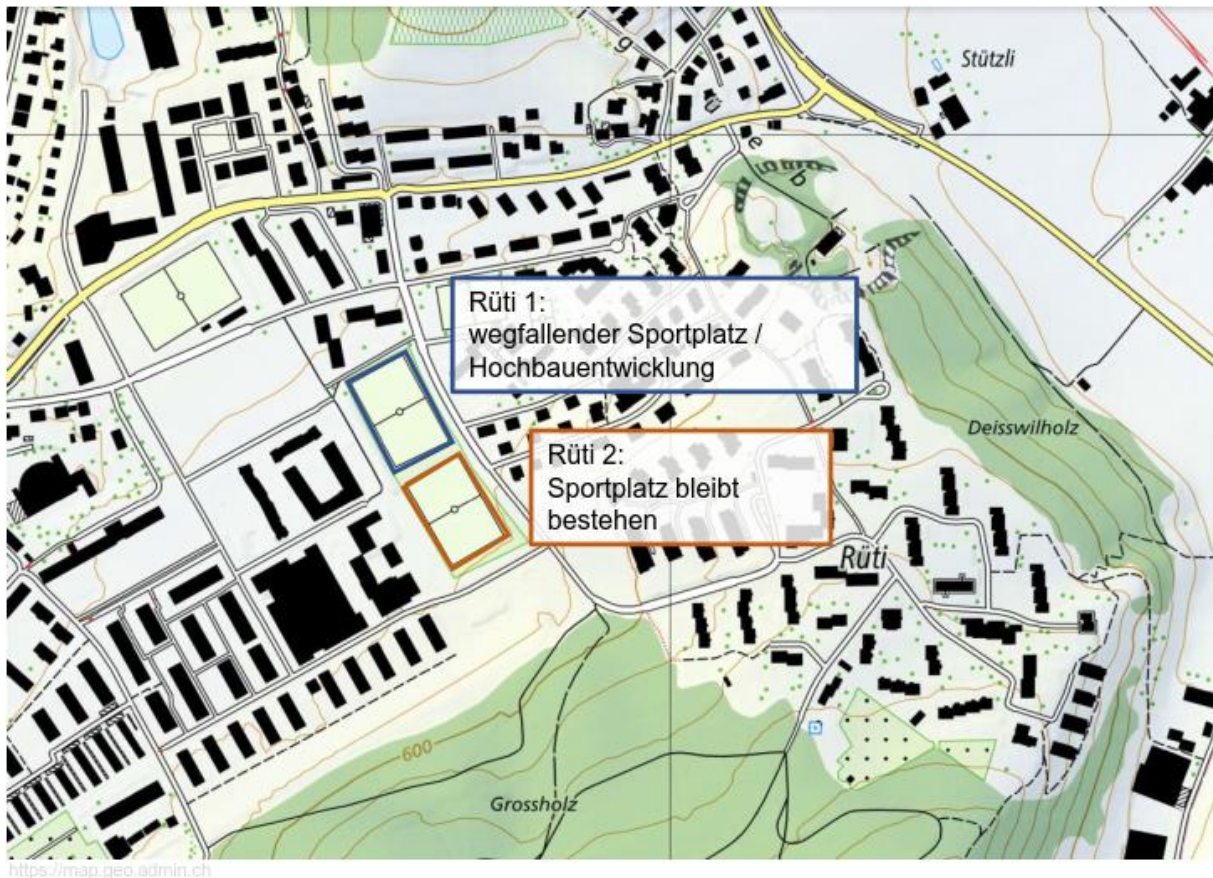 Stützli
g
u
e
b
Rüti 1:
wegfallender Sportplatz /
Hochbauentwicklung
Deisswilholz
Rüti 2:
Sportplatz bleibt
bestehen
Rüti
600
Grossholz
https://map.geo.admin.ch